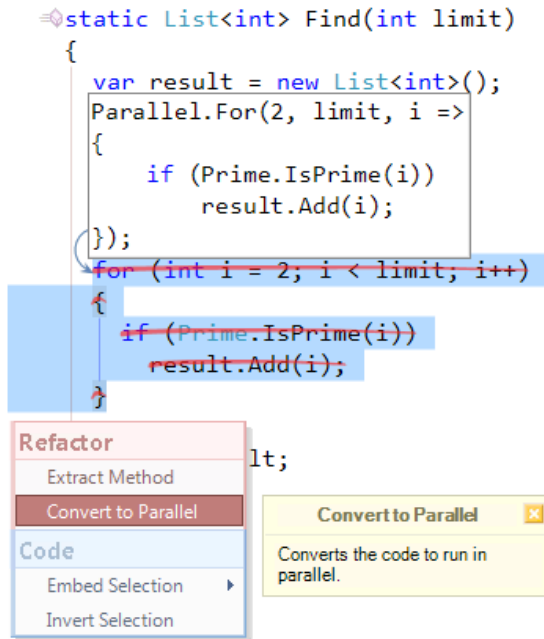 static List<int> Find(int limit)
{
var result = new List<int>();
Parallel.For(2, limit, i =>
{
if (Prime.IsPrime(i))
result.Add(i);
});
for (int i = 2; i < limit; i++)
{
if (Prime.IsPrime(i))
result.Add(i);
}
lt;
Refactor
Extract Method
Convert to Parallel
Code
Embed Selection
Invert Selection
Convert to Parallel
Converts the code to run in
parallel.